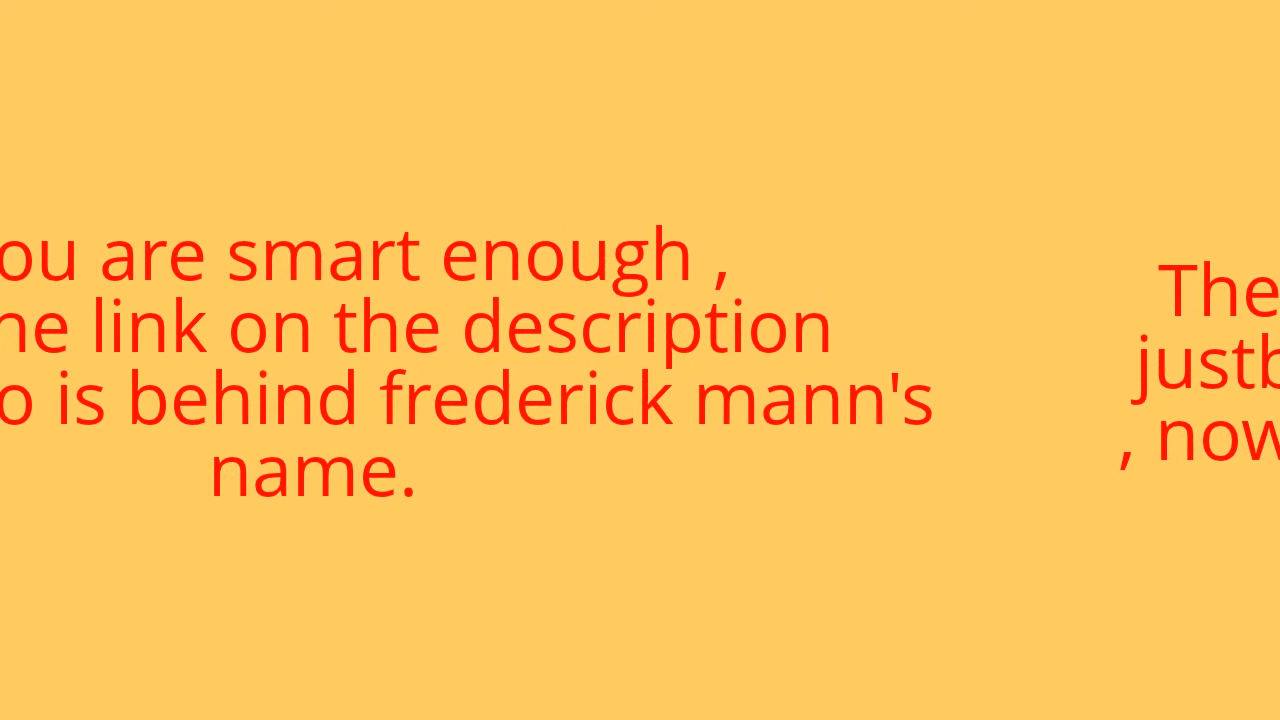 ou are smart enough ,
he link on the description
o is behind frederick mann's
name.
The
justb
, now